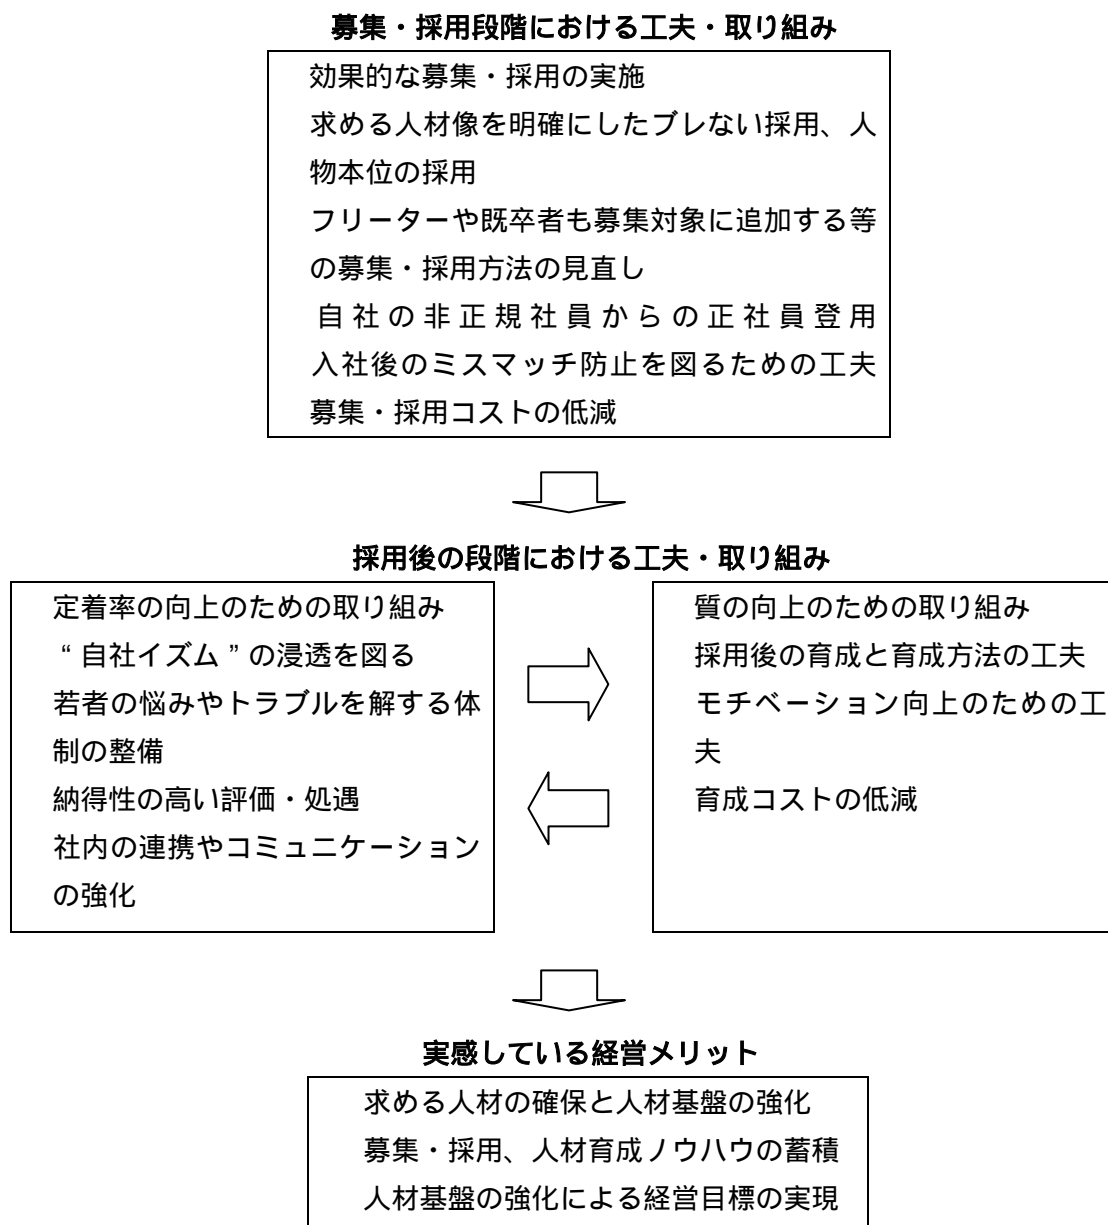 募集・採用段階における工夫・取り組み
効果的な募集・採用の実施
求める人材像を明確にしたブレない採用、人
物本位の採用
フリーターや既卒者も募集対象に追加する等
の募集・採用方法の見直し
自社の非正規社員からの正社員登用
入社後のミスマッチ防止を図るための工夫
募集・採用コストの低減
採用後の段階における工夫・取り組み
定着率の向上のための取り組み
“自社イズム”の浸透を図る
若者の悩みやトラブルを解する体
制の整備
納得性の高い評価・処遇
社内の連携やコミュニケーション
の強化
質の向上のための取り組み
採用後の育成と育成方法の工夫
モチベーション向上のための工
夫
育成コストの低減
実感している経営メリット
求める人材の確保と人材基盤の強化
募集・採用、人材育成ノウハウの蓄積
人材基盤の強化による経営目標の実現